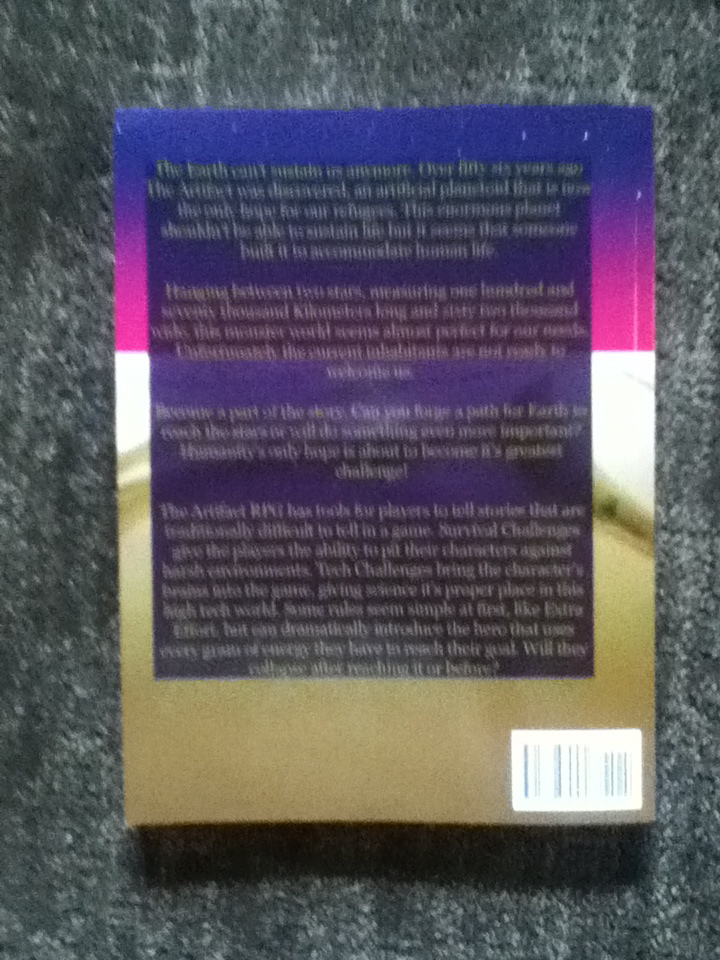 The Earth can't sustain us anymore. Over fifty six years ago
The Artifact was discovered, an artificial planetoid that is now
the only hope for our refugees. This enormous planet
shouldn't be able to sustain life but it seems that someone
built it to accommodate human life.
Hanging between two stars, measuring one hundred and
seventy thousand Kilometers long and sixty two thousand
wide, this monster world seems almost perfect for our needs.
Unfortunately the current inhabitants are not ready to
welcome us.
Become a part of the story. Can you forge a path for Earth to
reach the stars or will do something even more important?
Humanity's only hope is about to become it's greatest
challenge!
The Artifact RPG has tools for players to tell stories that are
traditionally difficult to tell in a game. Survival Challenges
give the players the ability to pit their characters against
harsh environments. Tech Challenges bring the character's
brains into the game, giving science it's proper place in this
high tech world. Some rules seem simple at first, like Extra
Effort, but can dramatically introduce the hero that uses
every gram of energy they have to reach their goal. Will they
collapse after reaching it or before?